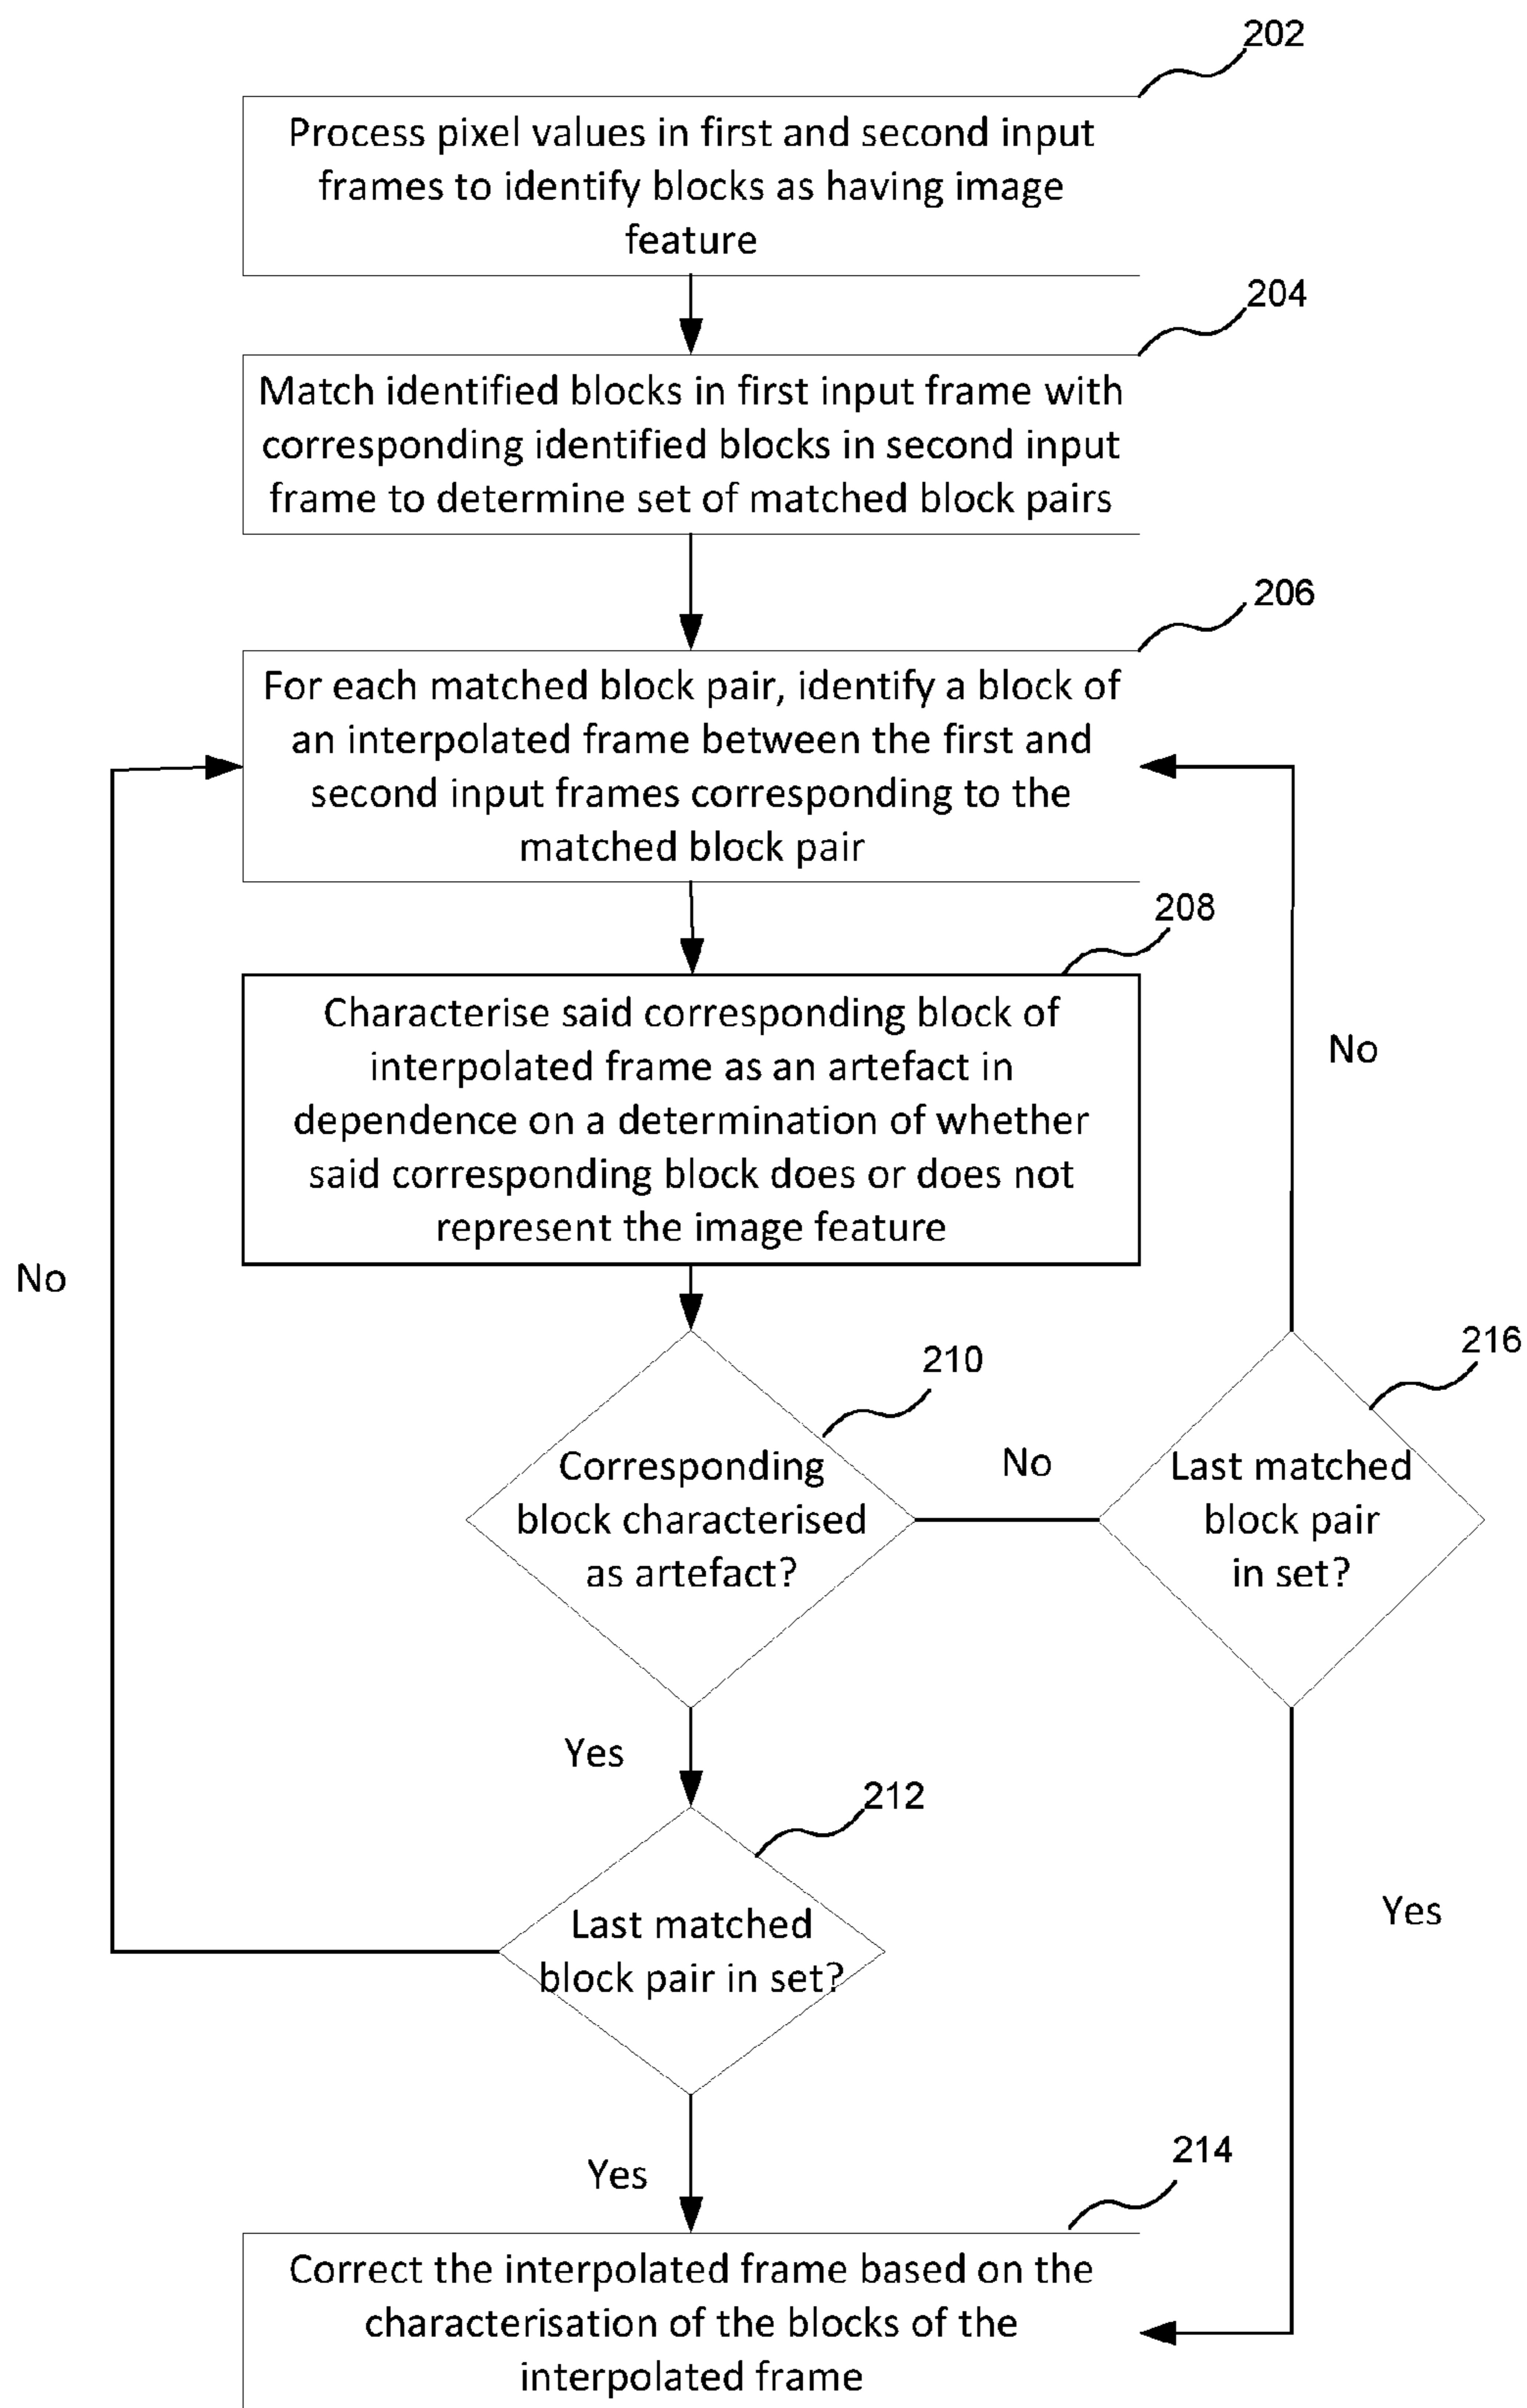 202
Process pixel values in first and second input
frames to identify blocks as having image
feature
204
Match identified blocks in first input frame with
corresponding identified blocks in second input
frame to determine set of matched block pairs
206
For each matched block pair, identify a block of
an interpolated frame between the first and
second input frames corresponding to the
matched block pair
208
Characterise said corresponding block of
interpolated frame as an artefact in
dependence on a determination of whether
said corresponding block does or does not
represent the image feature
No
No
210
216
Corresponding
block characterised
as artefact?
No
Last matched
block pair
in set?
Yes
212
Last matched
block pair in set?
Yes
Yes
214
Correct the interpolated frame based on the
characterisation of the blocks of the
interpolated frame